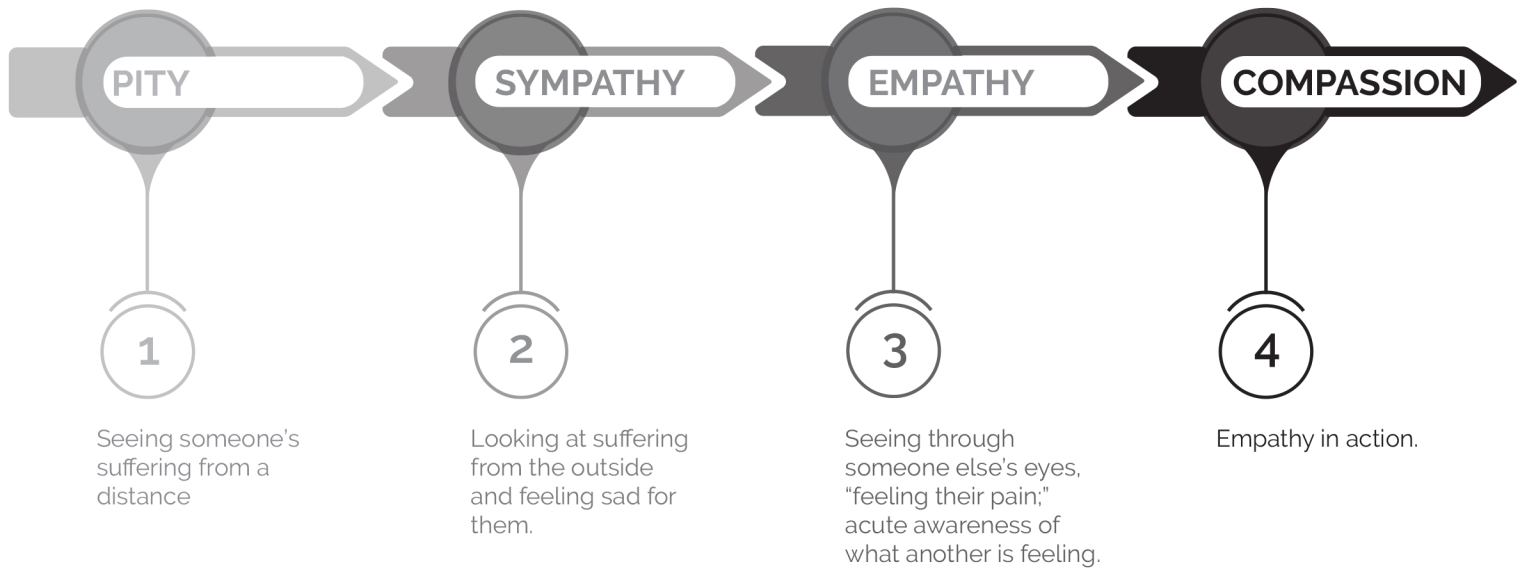 PITY
SYMPATHY
EMPATHY
COMPASSION
1
2
3
4
Seeing someone’s
suffering from a
distance
Looking at suffering
from the outside
and feeling sad for
them.
Seeing through
someone else’s eyes,
“feeling their pain;”
acute awareness of
what another is feeling.
Empathy in action.